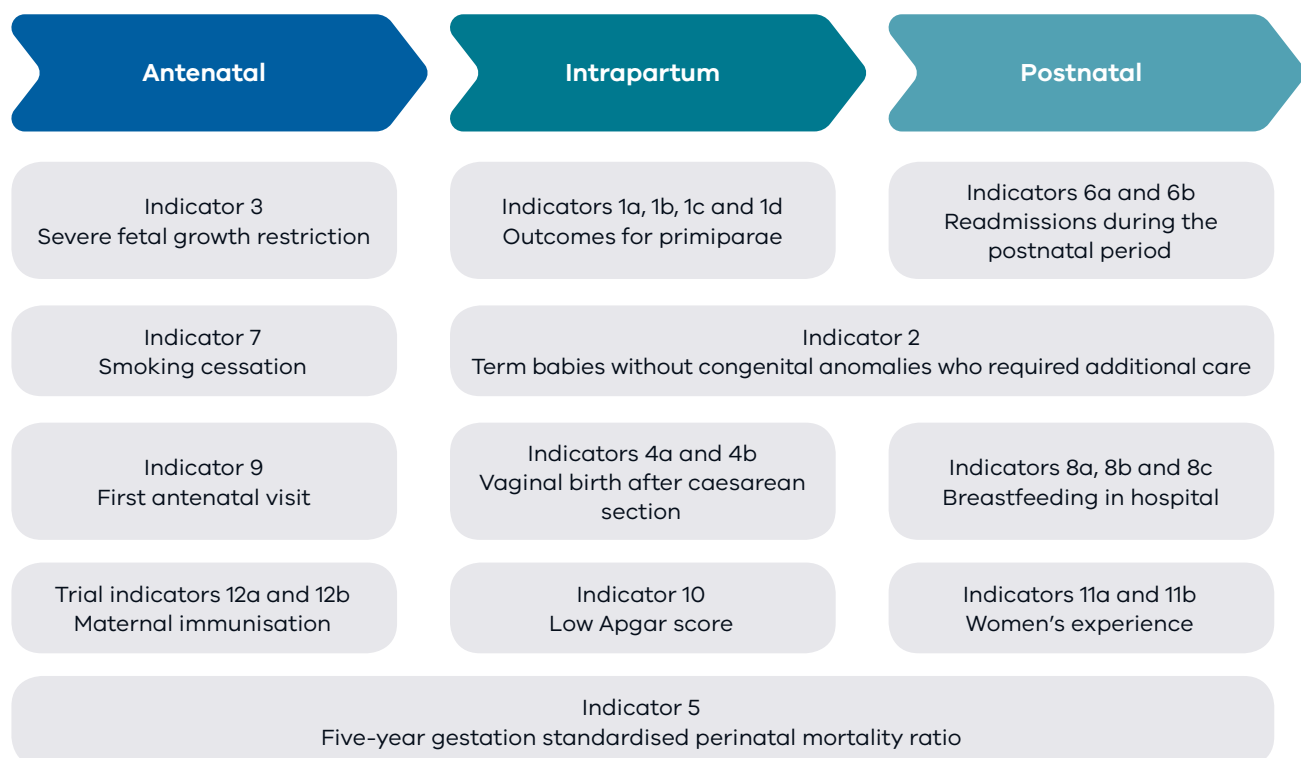 Antenatal
Intrapartum
Postnatal
Indicator 3
Severe fetal growth restriction
Indicators 1a, 1b, 1c and 1d
Outcomes for primiparae
Indicators 6a and 6b
Readmissions during the
postnatal period
Indicator 7
Smoking cessation
Indicator 2
Term babies without congenital anomalies who required additional care
Indicator 9
First antenatal visit
Indicators 4a and 4b
Vaginal birth after caesarean
section
Indicators 8a, 8b and 8c
Breastfeeding in hospital
Trial indicators 12a and 12b
Maternal immunisation
Indicator 10
Low Apgar score
Indicators 11a and 11b
Women’s experience
Indicator 5
Five-year gestation standardised perinatal mortality ratio